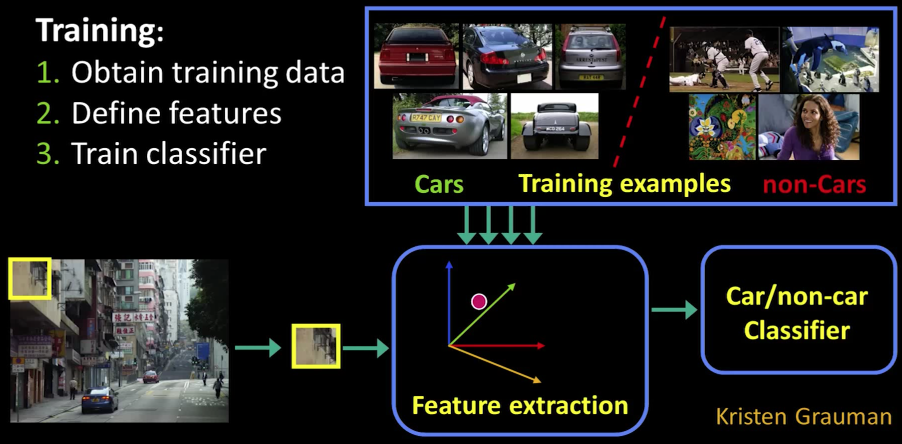 Training:
1. Obtain training data
2. Define features
3. Train classifier
Cars
Training examples
non-Cars
Car/non-car
Classifier
Feature extraction
Kristen Grauman